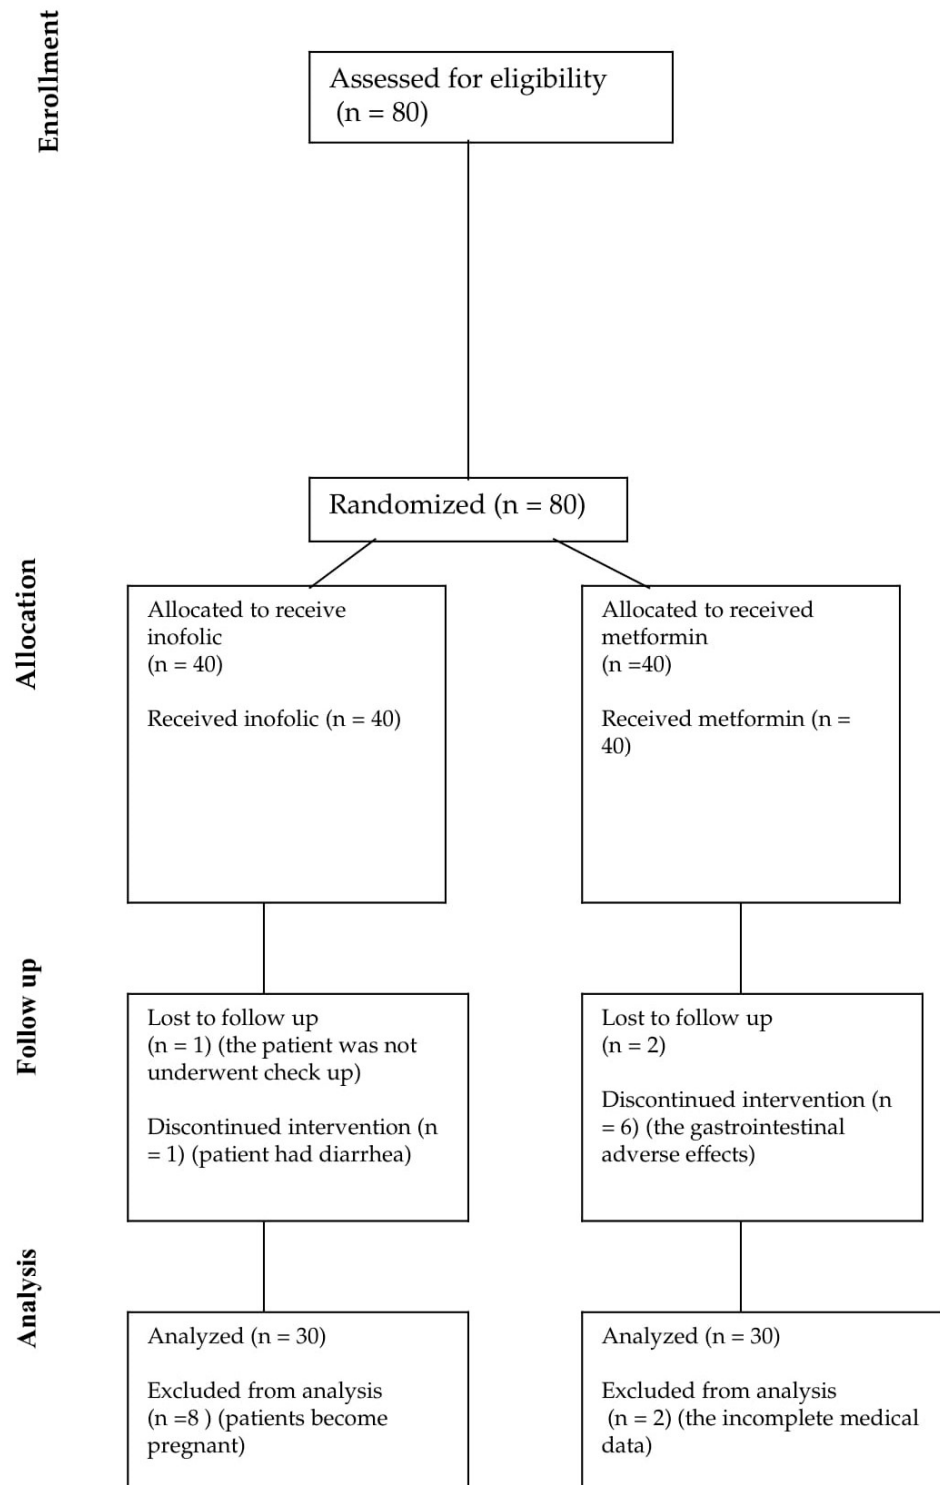 Enrollment
Assessed for eligibility
(n = 80)
Randomized (n = 80)
Allocation
Allocated to receive
inofolic
(n = 40)
Received inofolic (n = 40)
Allocated to received
metformin
(n =40)
Received metformin (n =
40)
Follow up
Lost to follow up
(n = 1) (the patient was not
underwent check up)
Discontinued intervention (n
= 1) (patient had diarrhea)
Lost to follow up
(n = 2)
Discontinued intervention (n
= 6) (the gastrointestinal
adverse effects)
Analysis
Analyzed (n = 30)
Excluded from analysis
(n =8 ) (patients become
pregnant)
Analyzed (n = 30)
Excluded from analysis
(n = 2) (the incomplete medical
data)